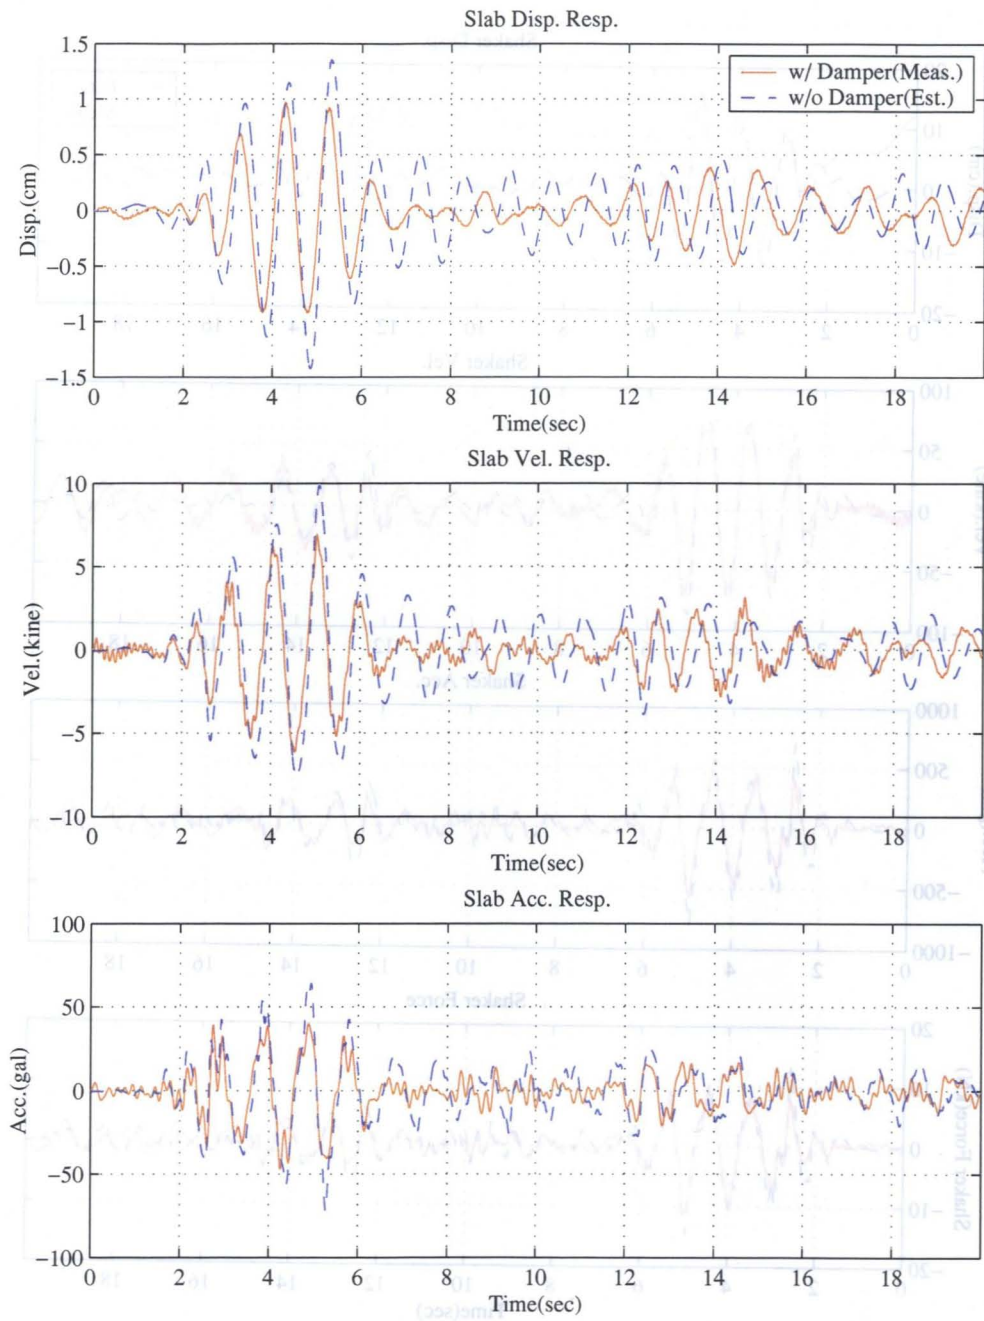 Slab Disp. Resp.
1.5
1
0.5
0
−0.5
−1
−1.5
Disp.(cm)
w/ Damper(Meas.)
w/o Damper(Est.)
0 2 4 6 8 10 12 14 16 18
Time(sec)
Slab Vel. Resp.
10
5
0
−5
−10
Vel.(kine)
0 2 4 6 8 10 12 14 16 18
Time(sec)
Slab Acc. Resp.
100
50
0
−50
−100
Acc.(gal)
0 2 4 6 8 10 12 14 16 18
Time(sec)